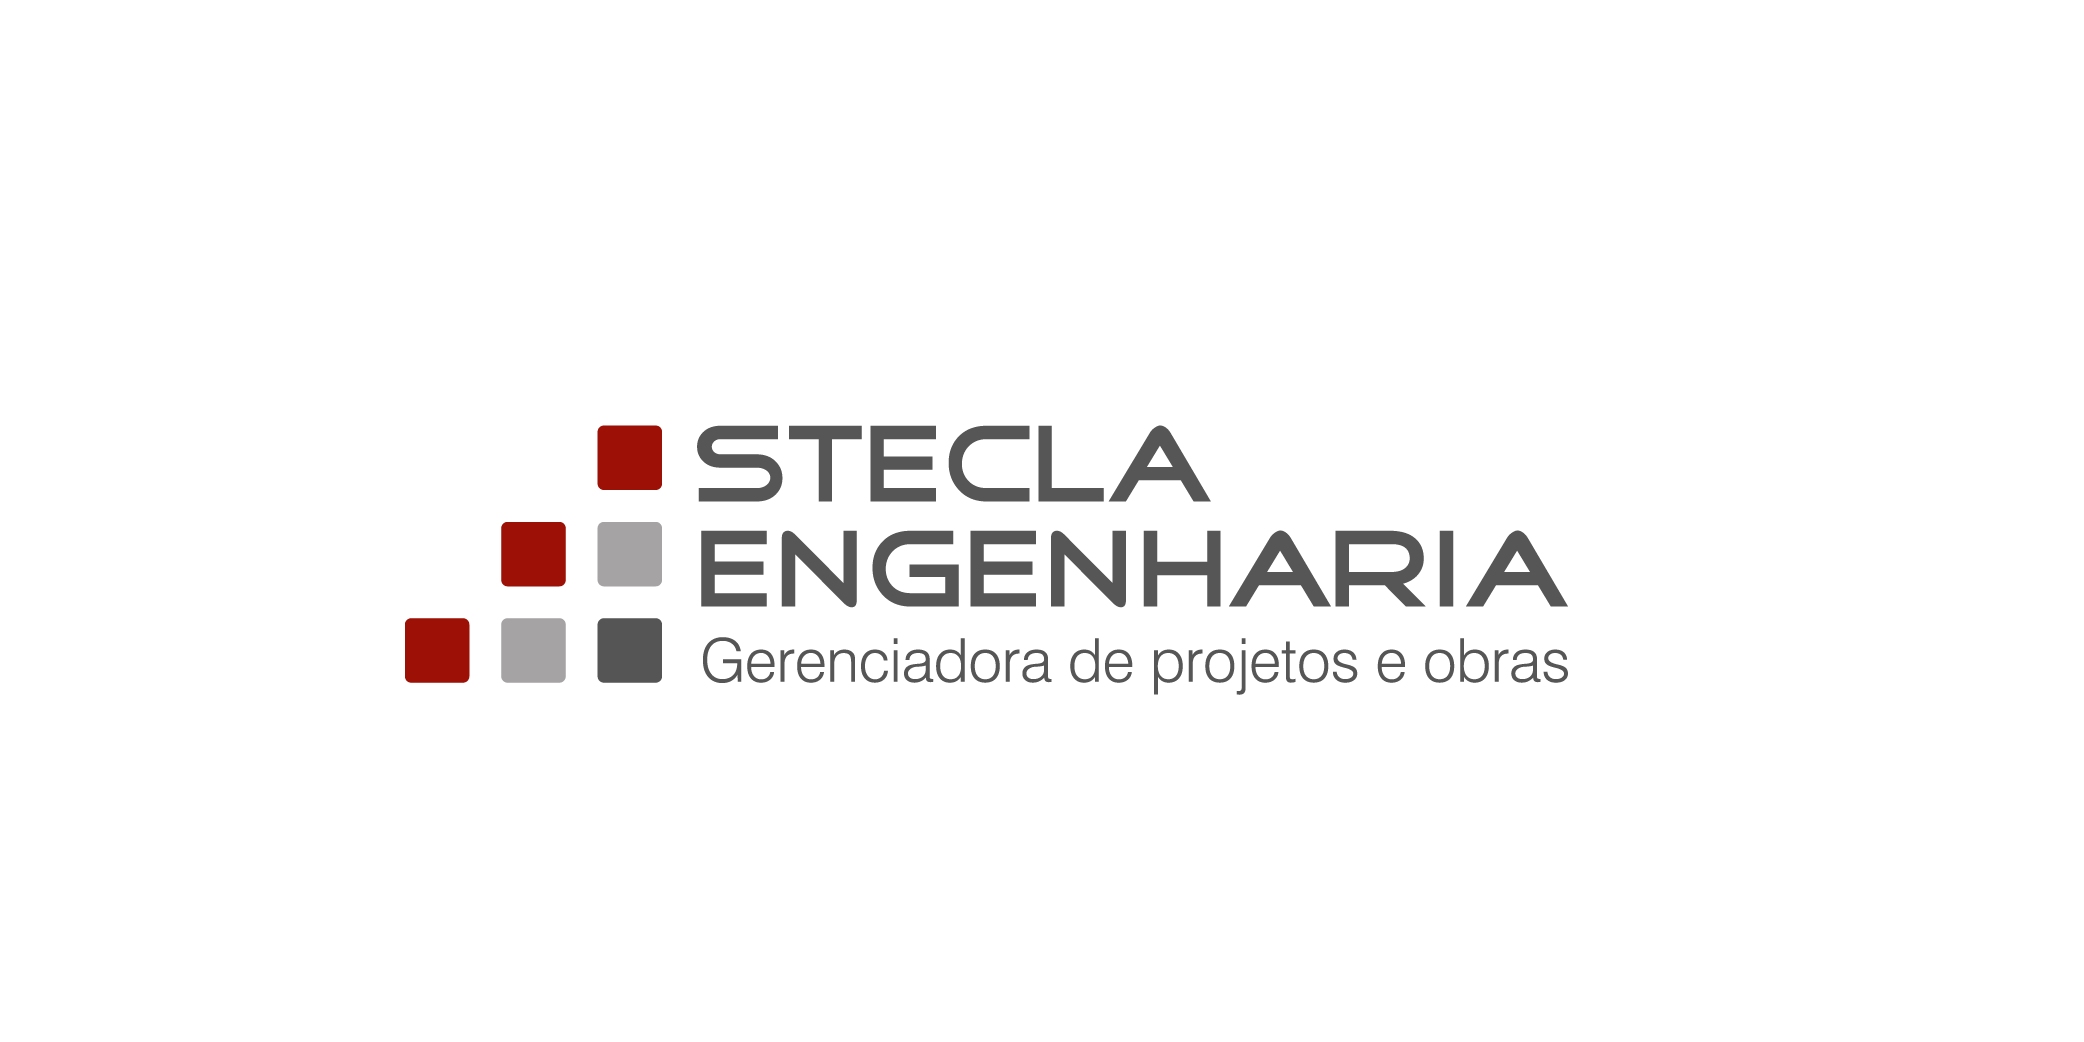 STECLA
ENGENHARIA
Gerenciadora de projetos e obras